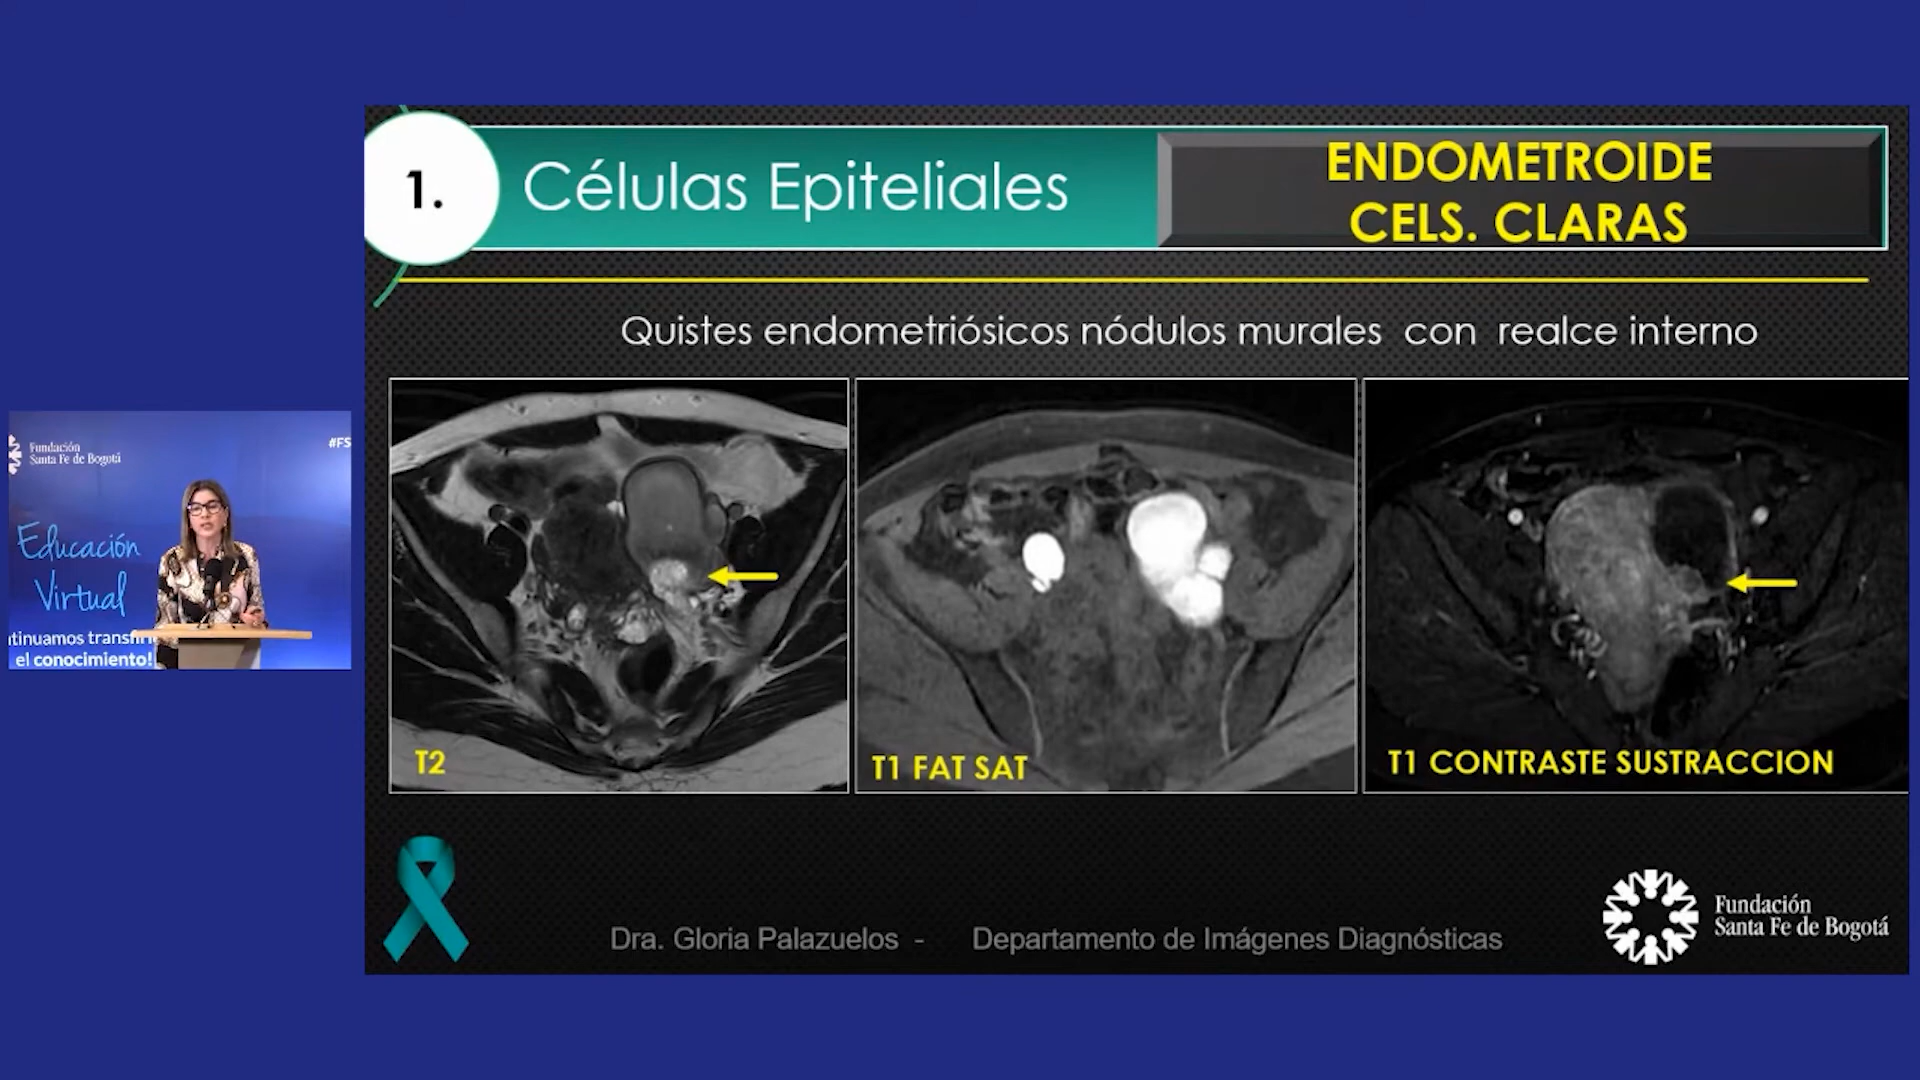 1.
Células Epiteliales
ENDOMETROIDE
CELS. CLARAS
Quistes endometriósicos nódulos murales con realce interno
T2
T1 FAT SAT
T1 CONTRASTE SUSTRACCION
Dra. Gloria Palazuelos - Departamento de Imágenes Diagnósticas
Fundación
Santa Fe de Bogotá
Fundación
Santa Fe de Bogotá
#FS
Educación
Virtual
el conocimiento!